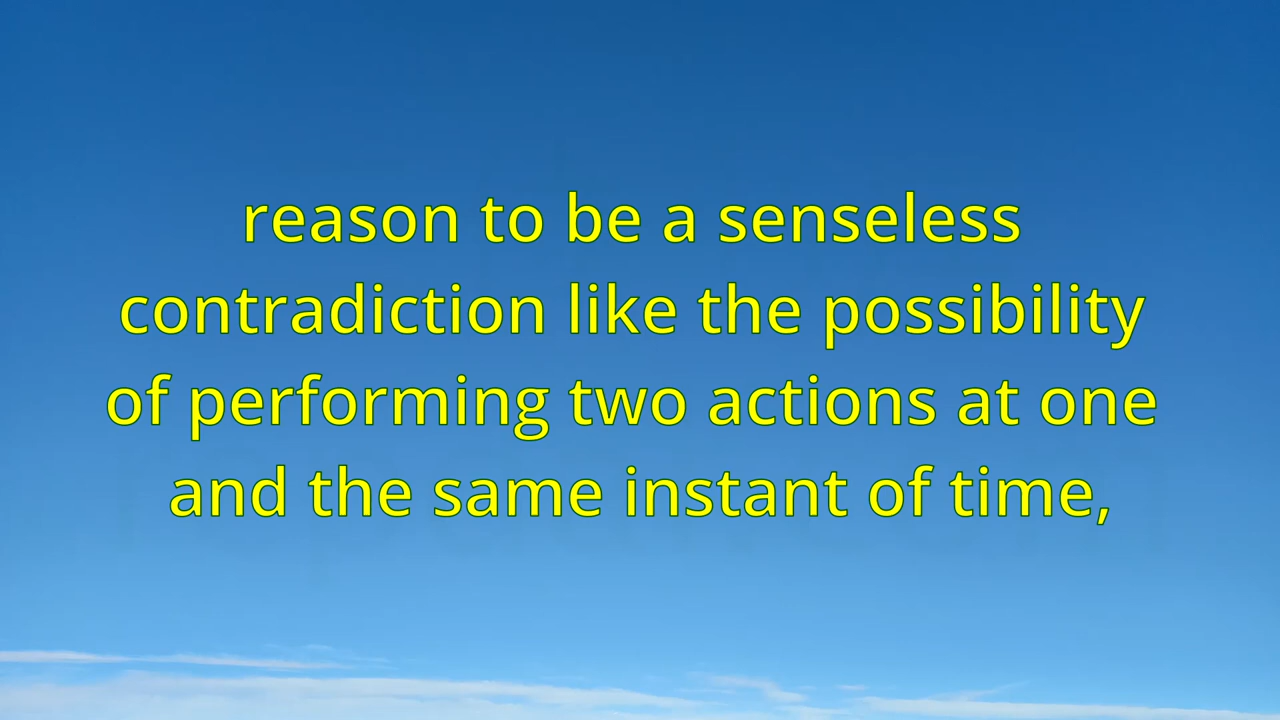 reason to be a senseless
contradiction like the possibility
of performing two actions at one
and the same instant of time,